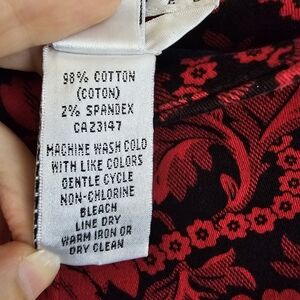 98% COTTON
(COTON)
2% SPANDEX
CA23147
MACHINE WASH COLD
WITH LIKE COLORS
GENTLE CYCLE
NON-CHLORINE
BLEACH
LINE DRY
WARM IRON OR
DRY CLEAN